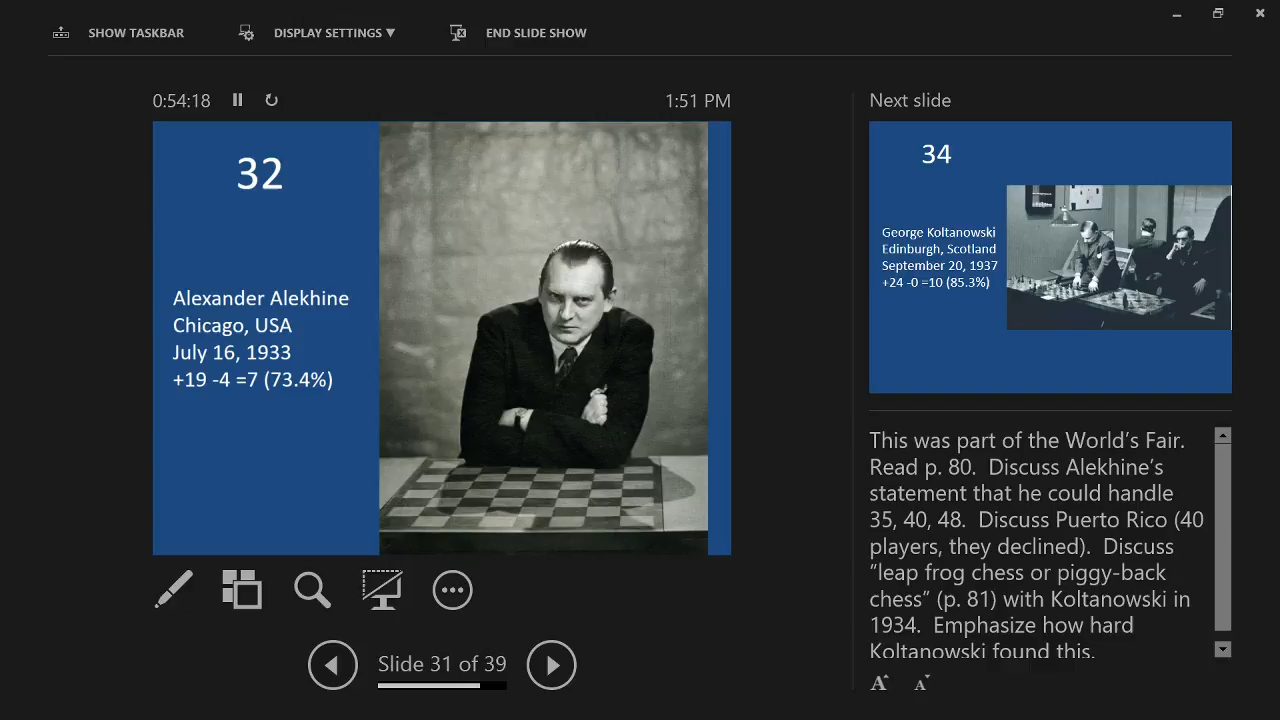 SHOW TASKBAR
DISPLAY SETTINGS ▼
END SLIDE SHOW
0:54:18
1:51 PM
32
Alexander Alekhine
Chicago, USA
July 16, 1933
+19 -4 =7 (73.4%)
Slide 31 of 39
Next slide
34
George Koltanowski
Edinburgh, Scotland
September 20, 1937
+24 -0 =10 (85.3%)
This was part of the World’s Fair.
Read p. 80.  Discuss Alekhine’s
statement that he could handle
35, 40, 48.  Discuss Puerto Rico (40
players, they declined).  Discuss
“leap frog chess or piggy-back
chess” (p. 81) with Koltanowski in
1934.  Emphasize how hard
Koltanowski found this.
A A